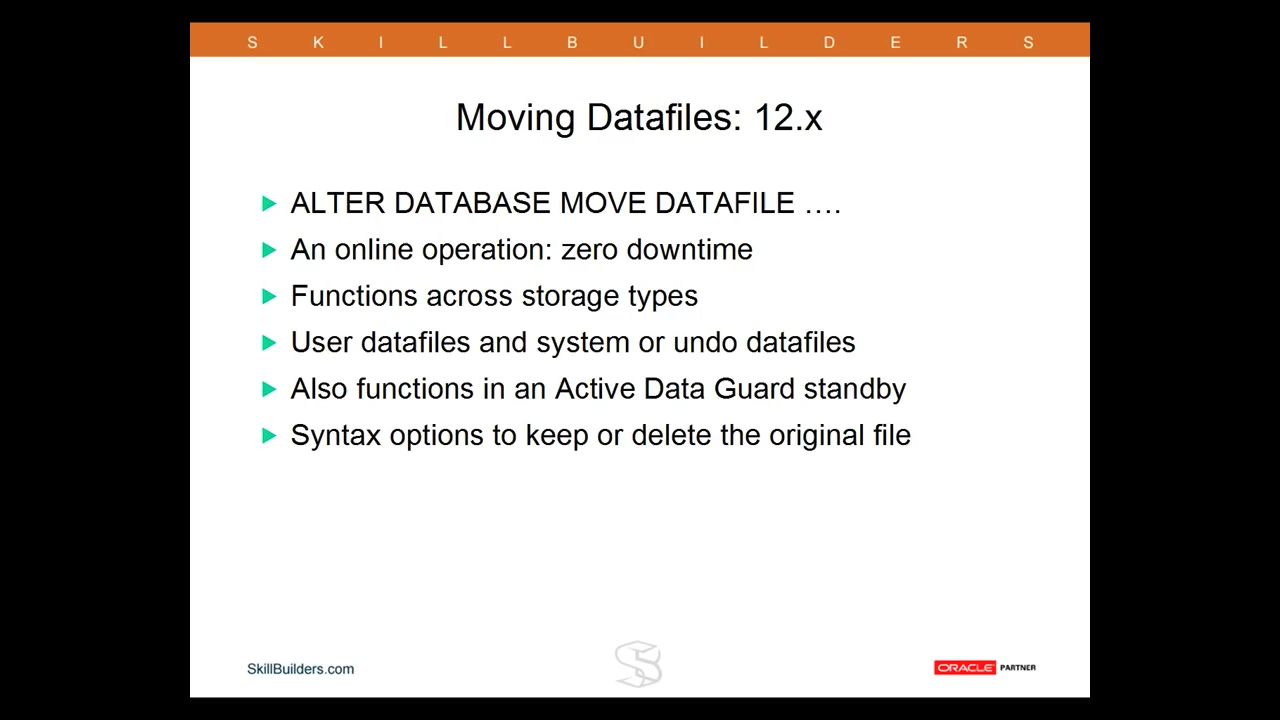 SKILLBUILDERS
Moving Datafiles: 12.x
ALTER DATABASE MOVE DATAFILE ….
An online operation: zero downtime
Functions across storage types
User datafiles and system or undo datafiles
Also functions in an Active Data Guard standby
Syntax options to keep or delete the original file
SkillBuilders.com
ORACLE PARTNER